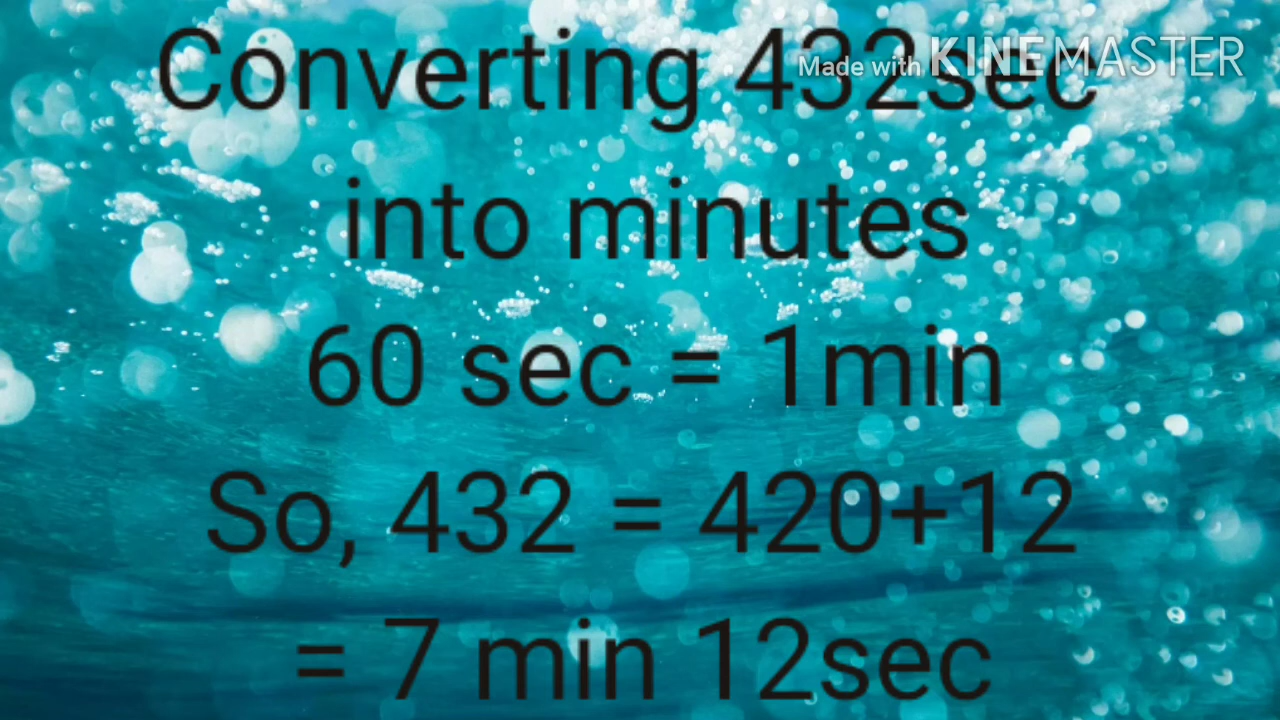 Converting 432sec
Made with KINEMASTER
into minutes
60 sec = 1min
So, 432 = 420+12
= 7 min 12sec